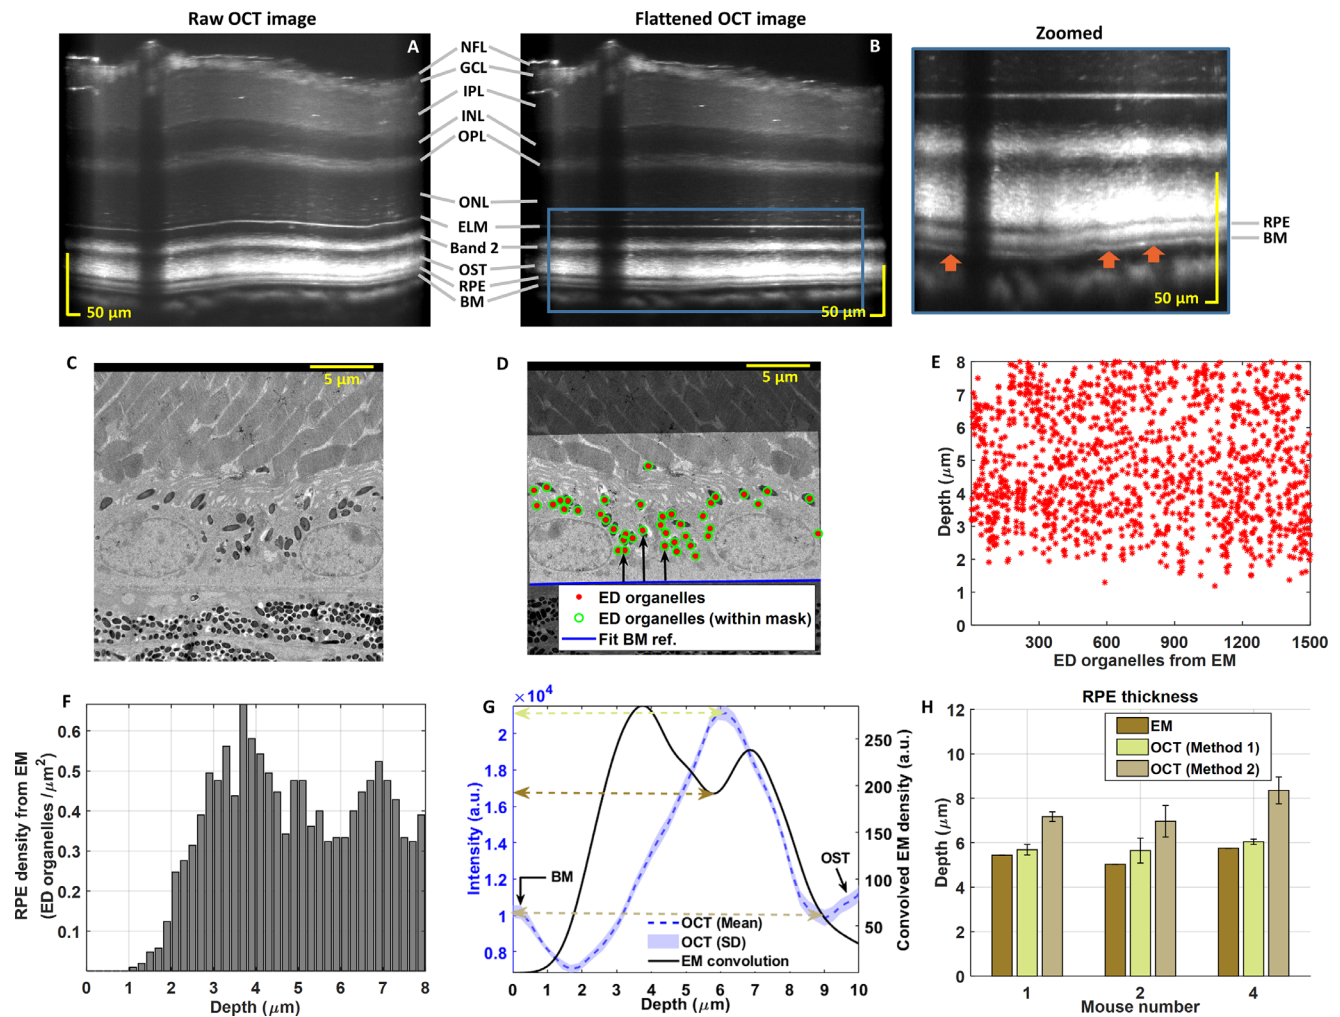 Raw OCT image
Flattened OCT image
Zoomed
A
B
NFL
GCL
IPL
INL
OPL
ONL
ELM
Band 2
OST
RPE
BM
50 μm
50 μm
RPE
BM
50 μm
C
5 μm
D
5 μm
ED organelles
ED organelles (within mask)
Fit BM ref.
E
Depth (μm)
8
7
6
5
4
3
2
1
0
300
600
900
1200
1500
ED organelles from EM
F
RPE density from EM
(ED organelles /μm²)
0.6
0.5
0.4
0.3
0.2
0.1
0
1
2
3
4
5
6
7
8
Depth (μm)
G
×10⁴
Intensity (a.u.)
2
1.8
1.6
1.4
1.2
1
0.8
BM
OST
OCT (Mean)
OCT (SD)
EM convolution
0
1
2
3
4
5
6
7
8
9
10
Depth (μm)
Convolved EM density (a.u.)
250
200
150
100
50
H
RPE thickness
EM
OCT (Method 1)
OCT (Method 2)
Depth (μm)
12
10
8
6
4
2
0
1
2
4
Mouse number